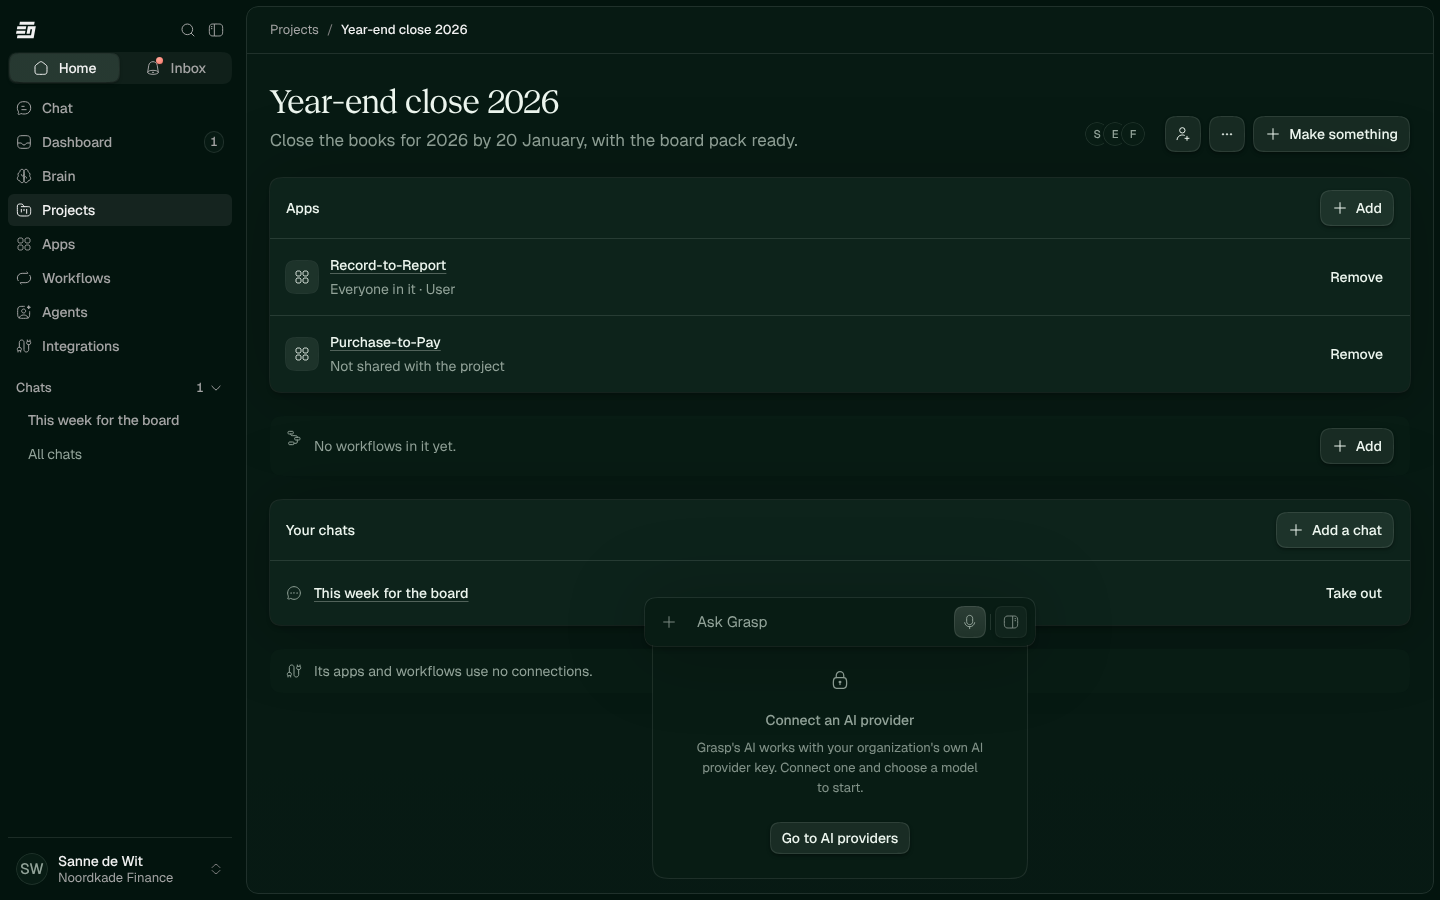 Projects / Year-end close 2026
Home
Inbox
Chat
Dashboard 1
Brain
Projects
Apps
Workflows
Agents
Integrations
Chats 1
This week for the board
All chats
Sanne de Wit
Noordkade Finance
SW
Year-end close 2026
Close the books for 2026 by 20 January, with the board pack ready.
S E F
Make something
Apps
Add
Record-to-Report
Everyone in it · User
Remove
Purchase-to-Pay
Not shared with the project
Remove
No workflows in it yet.
Add
Your chats
Add a chat
This week for the board
Take out
Ask Grasp
Its apps and workflows use no connections.
Connect an AI provider
Grasp's AI works with your organization's own AI
provider key. Connect one and choose a model
to start.
Go to AI providers